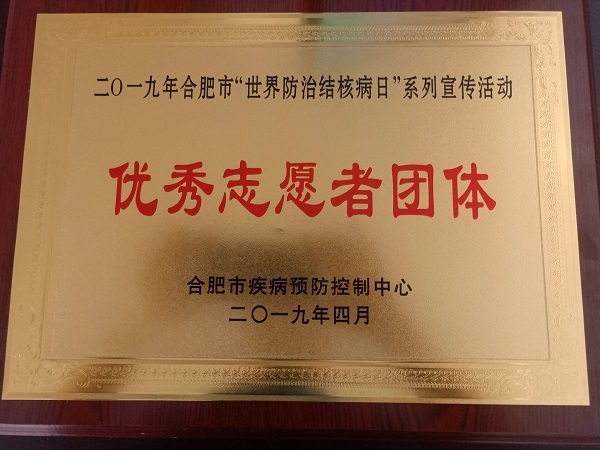 二〇一九年合肥市“世界防治结核病日”系列宣传活动
优秀志愿者团体
合肥市疾病预防控制中心
二〇一九年四月